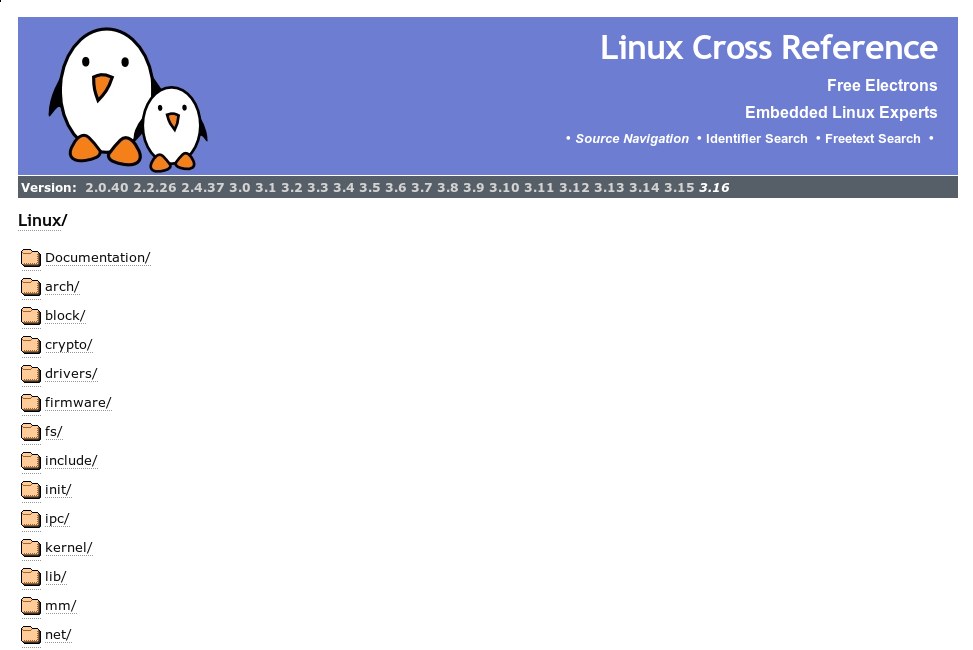 Linux Cross Reference
Free Electrons
Embedded Linux Experts
• Source Navigation • Identifier Search • Freetext Search •
Version: 2.0.40 2.2.26 2.4.37 3.0 3.1 3.2 3.3 3.4 3.5 3.6 3.7 3.8 3.9 3.10 3.11 3.12 3.13 3.14 3.15 3.16
Linux/
Documentation/
arch/
block/
crypto/
drivers/
firmware/
fs/
include/
init/
ipc/
kernel/
lib/
mm/
net/